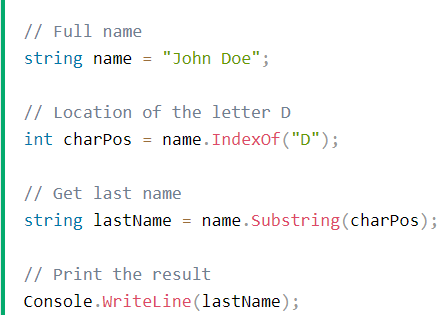 // Full name
string name = "John Doe";
// Location of the letter D
int charPos = name.IndexOf("D");
// Get last name
string lastName = name.Substring(charPos);
// Print the result
Console.WriteLine(lastName);